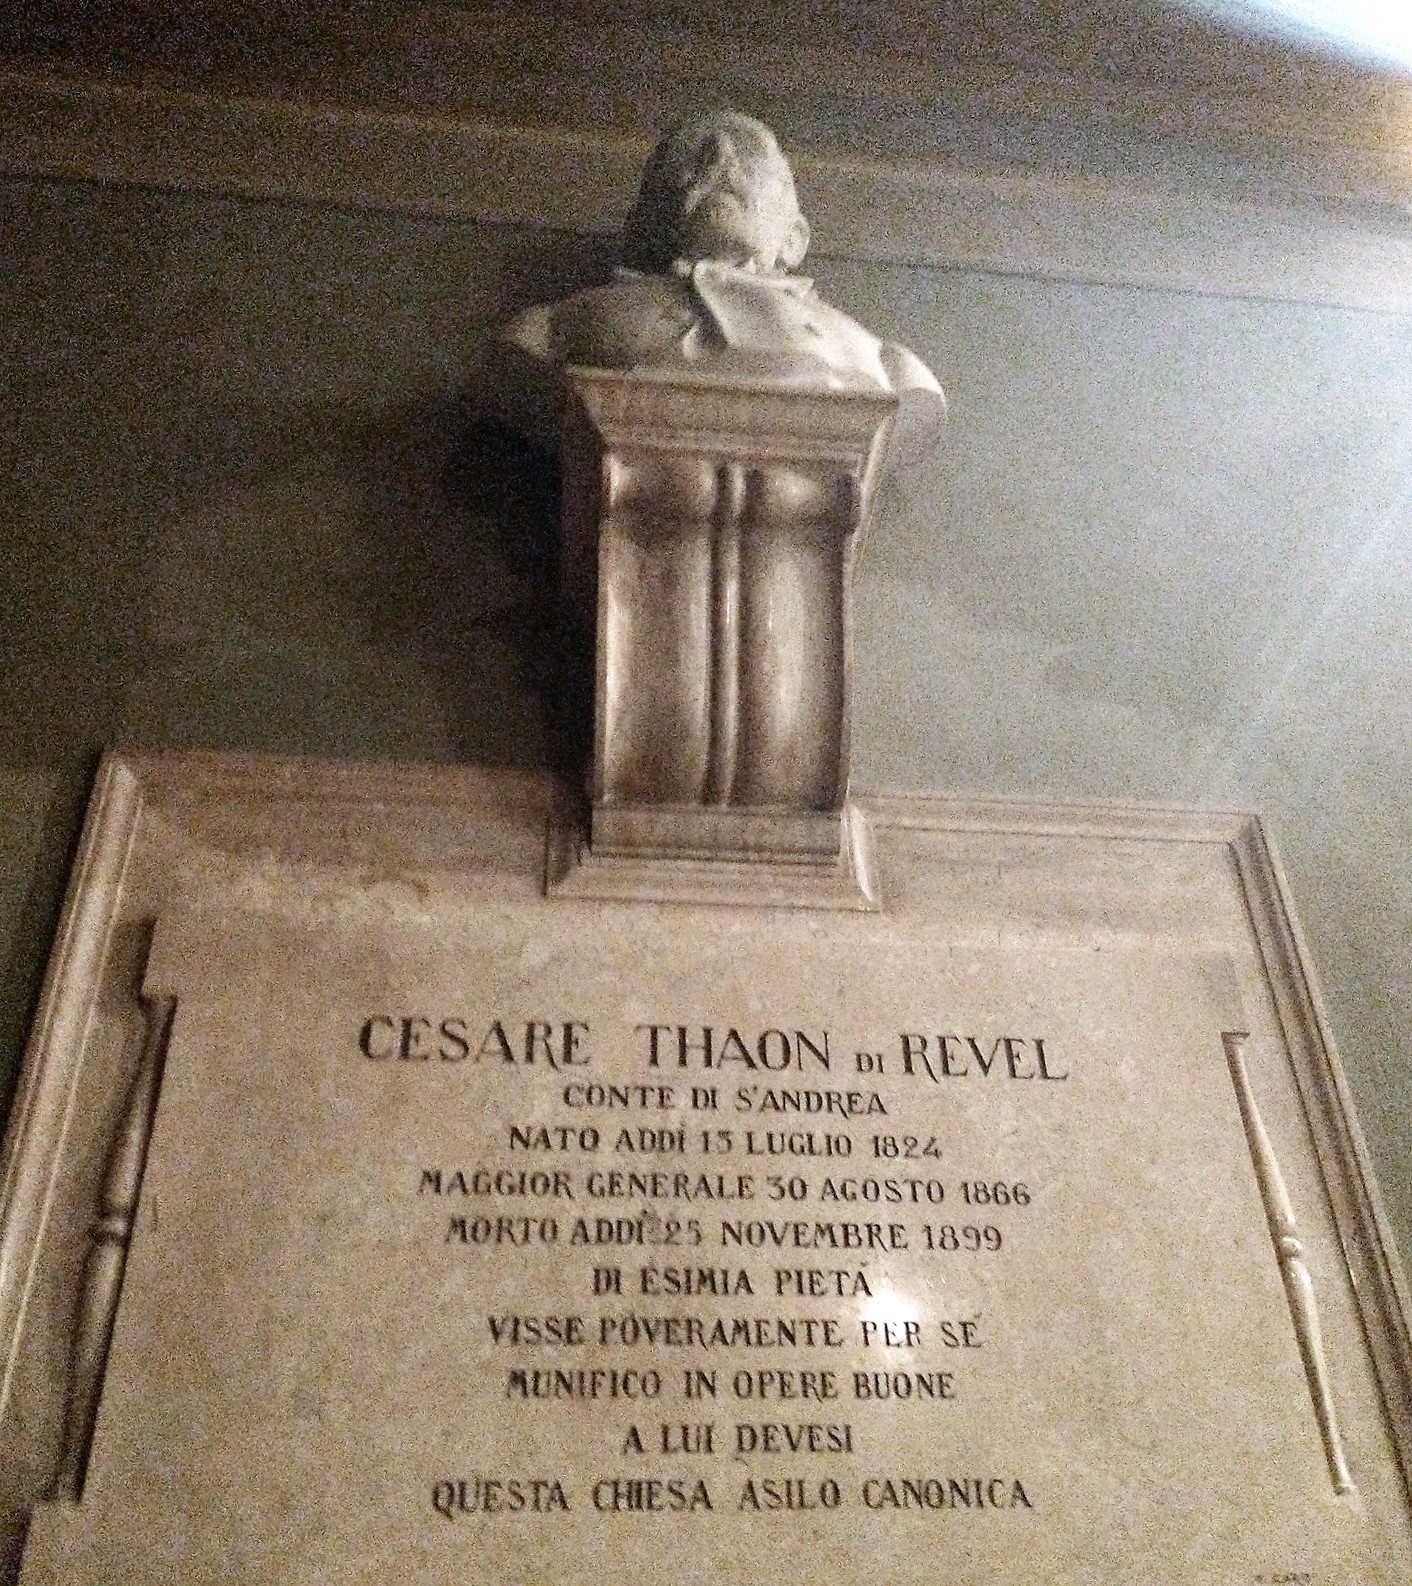 CESARE THAON DI REVEL
CONTE DI S'ANDREA
NATO ADDÌ 13 LUGLIO 1824
MAGGIOR GENERALE 30 AGOSTO 1866
MORTO ADDÌ 25 NOVEMBRE 1899
DI ESIMIA PIETÀ
VISSE POVERAMENTE PER SÈ
MUNIFICO IN OPERE BUONE
A LUI DEVESI
QUESTA CHIESA ASILO CANONICA